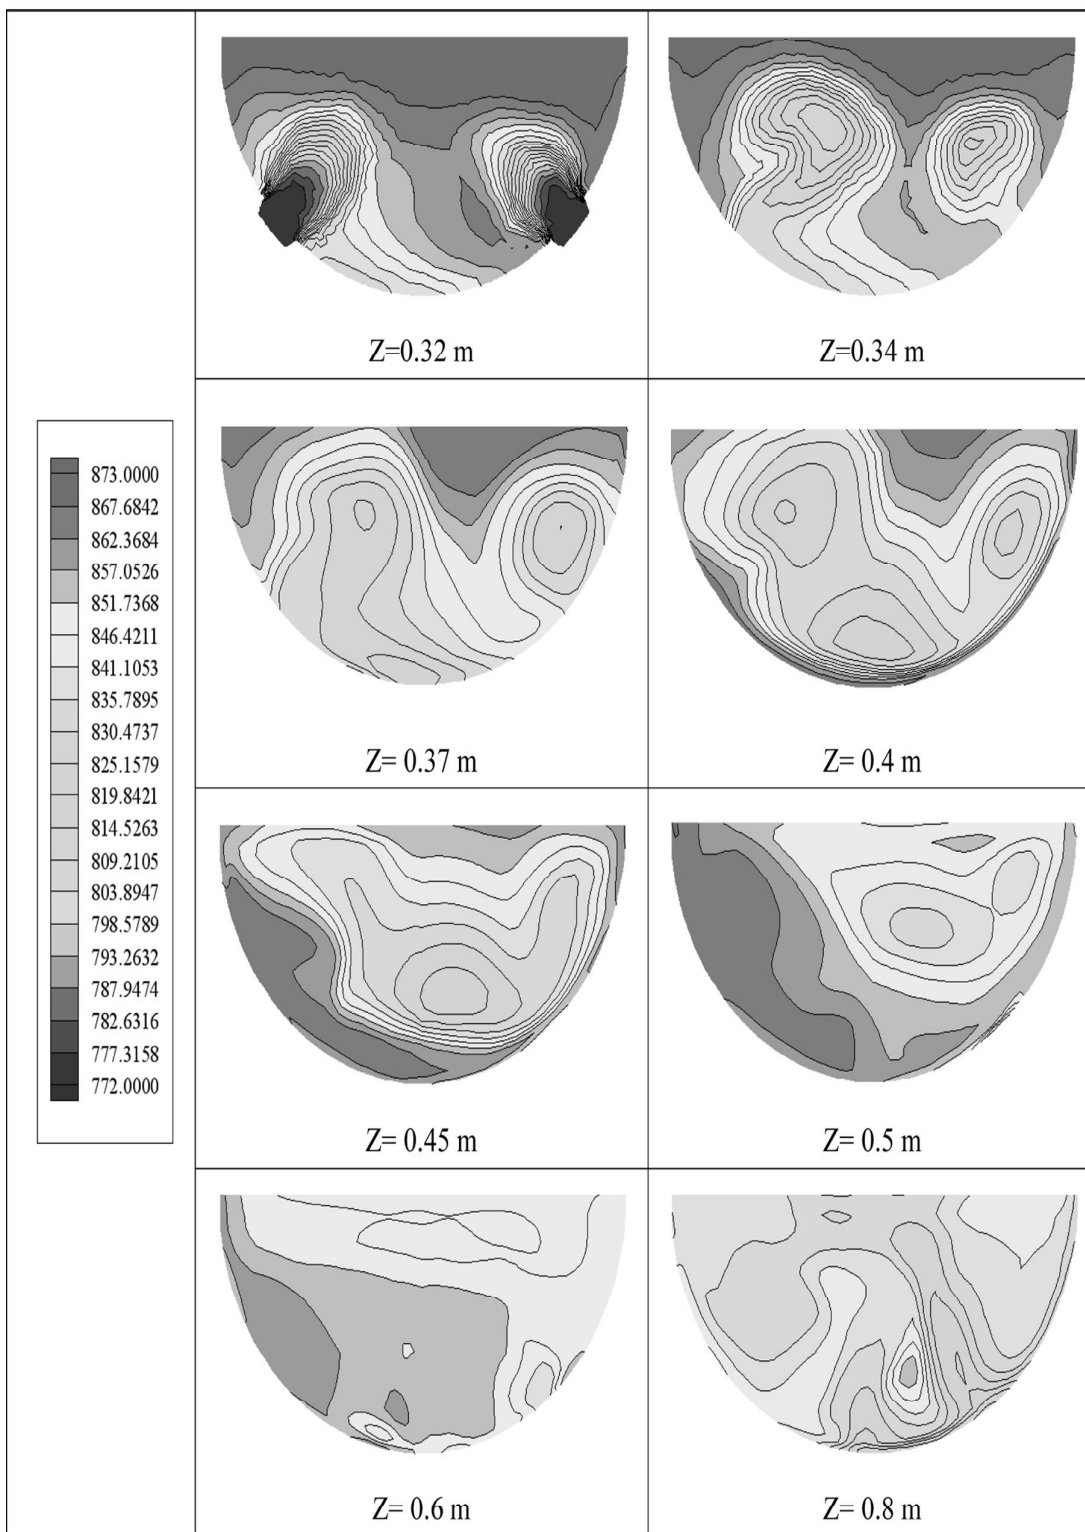 Z=0.32 m
Z=0.34 m
873.0000
867.6842
862.3684
857.0526
851.7368
846.4211
841.1053
835.7895
830.4737
825.1579
819.8421
814.5263
809.2105
803.8947
798.5789
793.2632
787.9474
782.6316
777.3158
772.0000
Z= 0.37 m
Z= 0.4 m
Z= 0.45 m
Z= 0.5 m
Z= 0.6 m
Z= 0.8 m